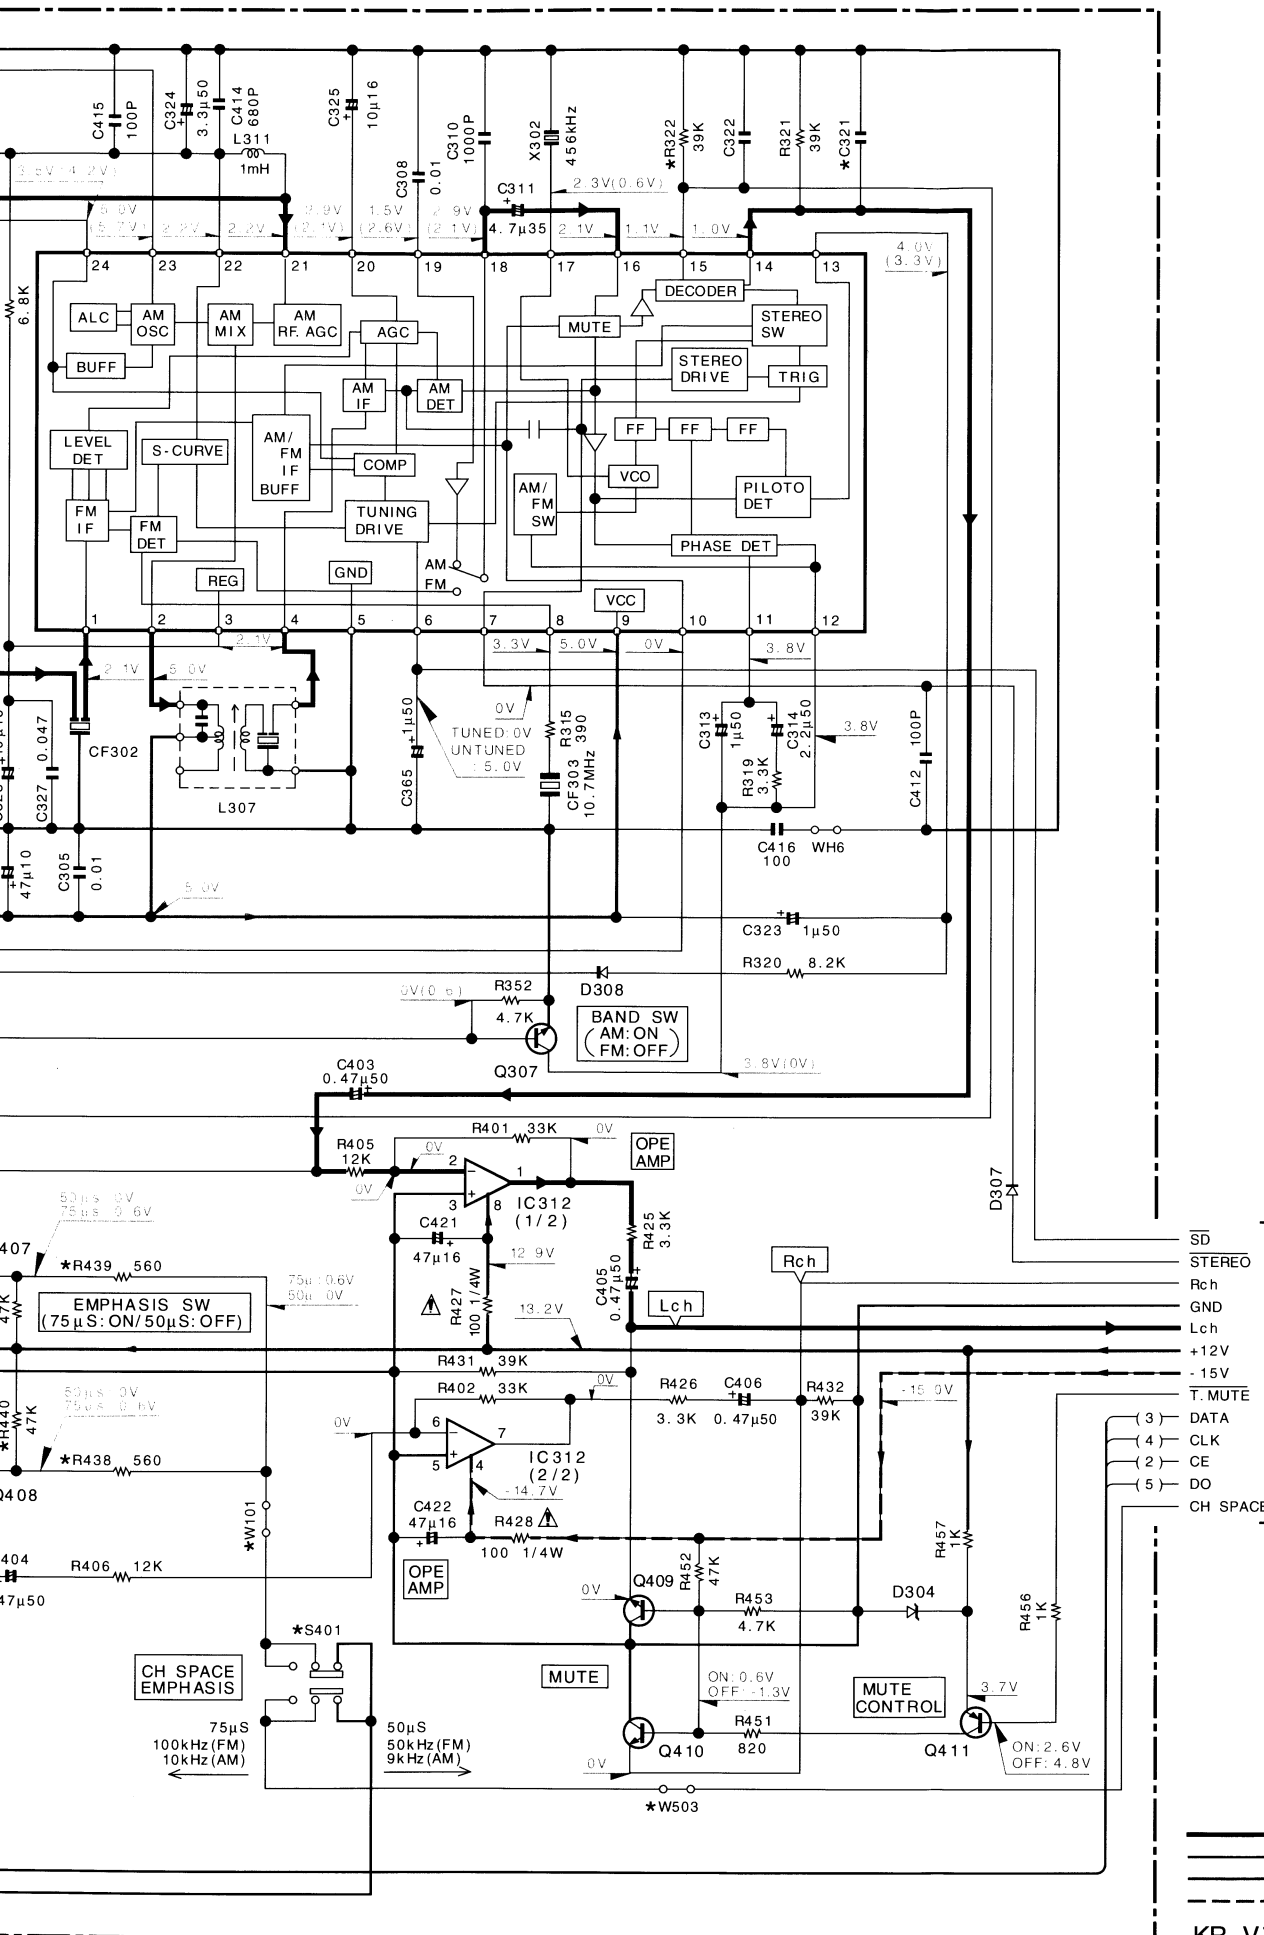 C415
100P
C324
3.3μ50
C414
680P
L311
1mH
C325
10μ16
C308
0.01
C310
1000P
C311
4.7μ35
X302
456kHz
2.3V(0.6V)
*R322
39K
C322
R321
39K
*C321
5.0V
(5.7V)
2.2V
2.2V
2.9V
(2.1V)
1.5V
(2.6V)
2.9V
(2.1V)
2.1V
1.1V
1.0V
4.0V
(3.3V)
6.8K
24
23
22
21
20
19
18
17
16
15
14
13
ALC
AM
OSC
AM
MIX
AM
RF. AGC
AGC
MUTE
DECODER
STEREO
SW
BUFF
STEREO
DRIVE
TRIG
AM
IF
AM
DET
LEVEL
DET
S-CURVE
AM/
FM
IF
BUFF
COMP
FF
FF
FF
VCO
AM/
FM
SW
PILOTO
DET
FM
IF
FM
DET
TUNING
DRIVE
PHASE DET
REG
GND
AM
FM
VCC
1
2
3
4
5
6
7
8
9
10
11
12
2.1V
2.1V
5.0V
3.3V
5.0V
0V
3.8V
CF302
L307
C327
0.047
C305
0.01
47μ10
C365
1μ50
0V
TUNED:0V
UNTUNED
:5.0V
R315
390
CF303
10.7MHz
C313
1μ50
C314
2.2μ50
R319
3.3K
3.8V
C412
100P
C416
100
WH6
5.0V
C323
1μ50
R320
8.2K
D308
0V(0.6)
R352
4.7K
Q307
BAND SW
(AM:ON
FM:OFF)
3.8V(0V)
C403
0.47μ50
R405
12K
0V
0V
R401
33K
0V
OPE
AMP
2
3
1
8
IC312
(1/2)
C421
47μ16
12.9V
R427
100 1/4W
R425
3.3K
C405
0.47μ50
13.2V
Lch
Rch
D307
50μs 0V
75μs 0.6V
407
*R439
560
75μ:0.6V
50μ:0V
47K
EMPHASIS SW
(75μS:ON/50μS:OFF)
R431
39K
R402
33K
0V
R426
3.3K
C406
0.47μ50
R432
39K
50μs 0V
75μs 0.6V
*R440
47K
*R438
560
Q408
0V
6
5
7
4
IC312
(2/2)
-14.7V
C422
47μ16
R428
100 1/4W
OPE
AMP
-15.0V
SD
STEREO
Rch
GND
Lch
+12V
-15V
T.MUTE
(3) DATA
(4) CLK
(2) CE
(5) DO
CH SPACE
*W101
404
47μ50
R406
12K
R452
47K
R457
1K
0V
Q409
R453
4.7K
D304
R456
1K
*S401
CH SPACE
EMPHASIS
MUTE
ON:0.6V
OFF:-1.3V
MUTE
CONTROL
3.7V
75μS
100kHz(FM)
10kHz(AM)
50μS
50kHz(FM)
9kHz(AM)
Q410
R451
820
Q411
ON:2.6V
OFF:4.8V
0V
*W503